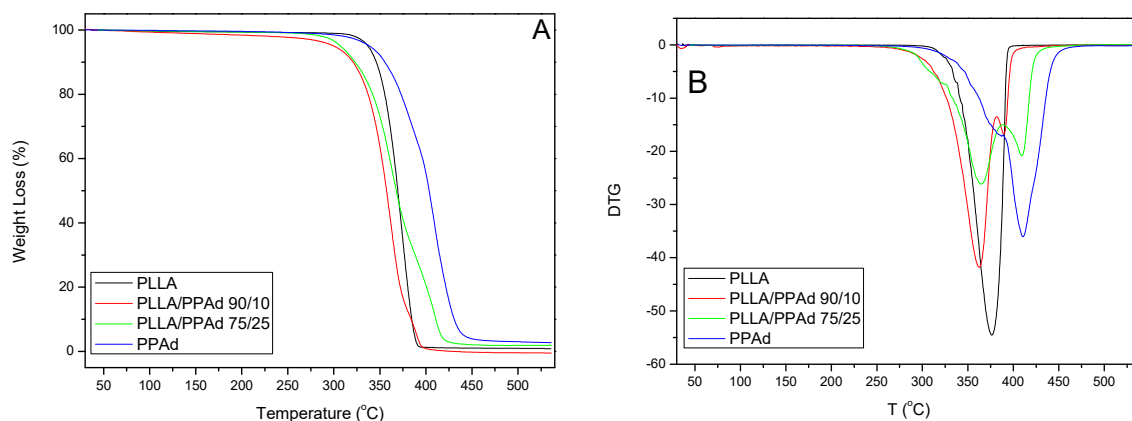 A
100
80
60
40
20
0
Weight Loss (%)
50 100 150 200 250 300 350 400 450 500
Temperature (°C)
PLLA
PLLA/PPAd 90/10
PLLA/PPAd 75/25
PPAd
B
0
-10
-20
-30
-40
-50
-60
DTG
50 100 150 200 250 300 350 400 450 500
T (°C)
PLLA
PLLA/PPAd 90/10
PLLA/PPAd 75/25
PPAd